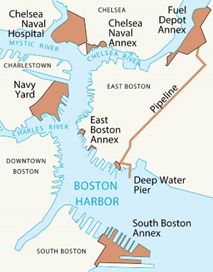 Chelsea
Naval
Hospital
CHELSEA
Chelsea
Naval
Annex
Fuel
Depot
Annex
MYSTIC RIVER
CHELSEA RIVER
CHARLESTOWN
Navy
Yard
EAST BOSTON
Pipeline
CHARLES RIVER
East
Boston
Annex
DOWNTOWN
BOSTON
Deep Water
Pier
BOSTON
HARBOR
South Boston
Annex
SOUTH BOSTON